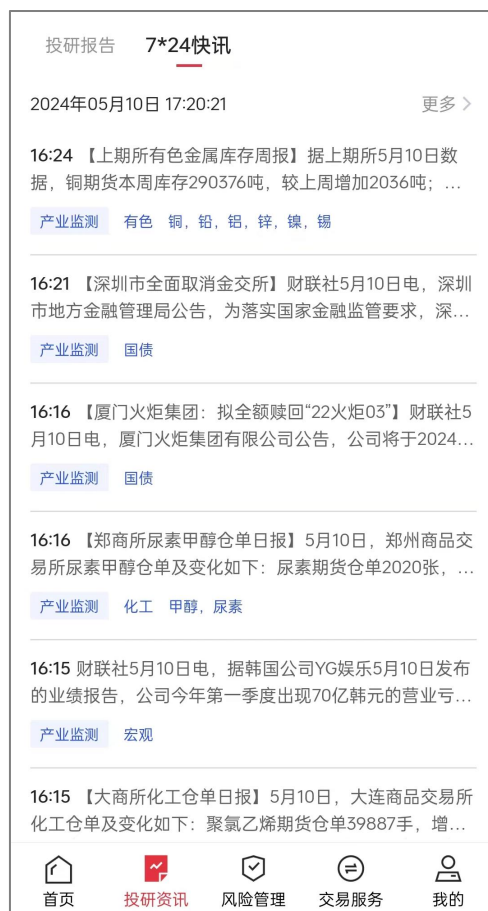 投研报告 7*24快讯
2024年05月10日 17:20:21 更多 >
16:24 【上期所有色金属库存周报】据上期所5月10日数
据，铜期货本周库存290376吨，较上周增加2036吨；...
产业监测 有色 铜，铅，铝，锌，镍，锡
16:21 【深圳市全面取消金交所】财联社5月10日电，深圳
市地方金融管理局公告，为落实国家金融监管要求，深...
产业监测 国债
16:16 【厦门火炬集团：拟全额赎回“22火炬03”】财联社5
月10日电，厦门火炬集团有限公司公告，公司将于2024...
产业监测 国债
16:16 【郑商所尿素甲醇仓单日报】5月10日，郑州商品交
易所尿素甲醇仓单及变化如下：尿素期货仓单2020张，...
产业监测 化工 甲醇，尿素
16:15 财联社5月10日电，据韩国公司YG娱乐5月10日发布
的业绩报告，公司今年第一季度出现70亿韩元的营业亏...
产业监测 宏观
16:15 【大商所化工仓单日报】5月10日，大连商品交易所
化工仓单及变化如下：聚氯乙烯期货仓单39887手，增...
首页 投研资讯 风险管理 交易服务 我的